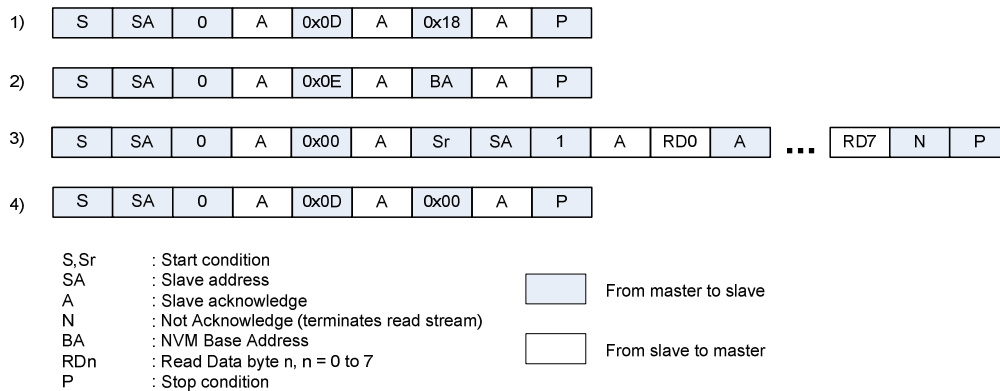 1) S SA 0 A 0x0D A 0x18 A P
2) S SA 0 A 0x0E A BA A P
3) S SA 0 A 0x00 A Sr SA 1 A RD0 A ... RD7 N P
4) S SA 0 A 0x0D A 0x00 A P
S,Sr : Start condition
SA : Slave address
A : Slave acknowledge
N : Not Acknowledge (terminates read stream)
BA : NVM Base Address
RDn : Read Data byte n, n = 0 to 7
P : Stop condition
From master to slave
From slave to master